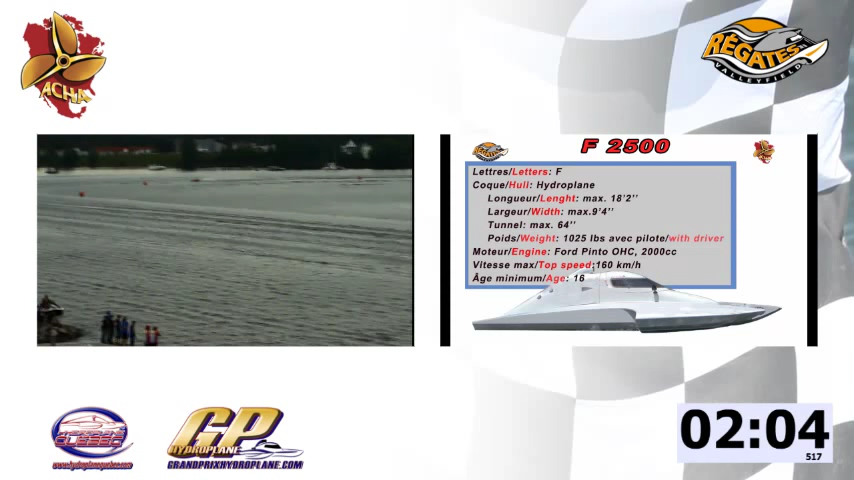 ACHA
RÉGATES
VALLEYFIELD
RÉGATES
F 2500
Lettres/Letters: F
Coque/Hull: Hydroplane
Longueur/Lenght: max. 18'2''
Largeur/Width: max.9'4''
Tunnel: max. 64''
Poids/Weight: 1025 lbs avec pilote/with driver
Moteur/Engine: Ford Pinto OHC, 2000cc
Vitesse max/Top speed:160 km/h
Âge minimum/Age: 16
CLASSEC
GP
HYDROPLANE
GRANDPRIXHYDROPLANE.COM
02:04
517